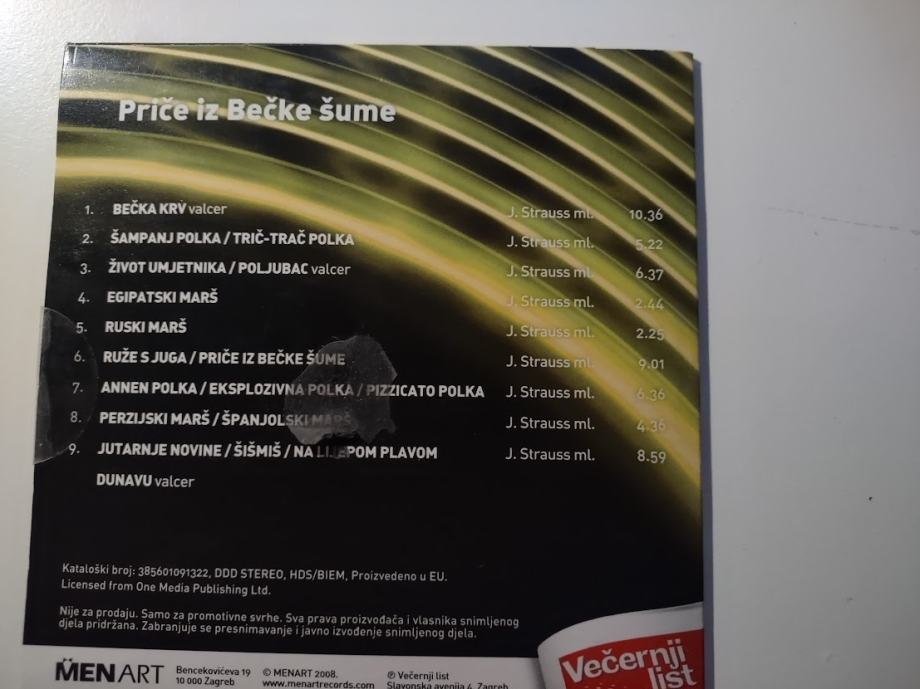 Priče iz Bečke šume
1. BEČKA KRV valcer J. Strauss ml. 10.36
2. ŠAMPANJ POLKA / TRIČ-TRAČ POLKA J. Strauss ml. 5.22
3. ŽIVOT UMJETNIKA / POLJUBAC valcer J. Strauss ml. 6.37
4. EGIPATSKI MARŠ J. Strauss ml. 2.44
5. RUSKI MARŠ J. Strauss ml. 2.25
6. RUŽE S JUGA / PRIČE IZ BEČKE ŠUME J. Strauss ml. 9.01
7. ANNEN POLKA / EKSPLOZIVNA POLKA / PIZZICATO POLKA J. Strauss ml. 6.36
8. PERZIJSKI MARŠ / ŠPANJOLSKI MARŠ J. Strauss ml. 4.36
9. JUTARNJE NOVINE / ŠIŠMIŠ / NA LIJEPOM PLAVOM J. Strauss ml. 8.59
DUNAVU valcer
Kataloški broj: 385601091322, DDD STEREO, HDS/BIEM, Proizvedeno u EU.
Licensed from One Media Publishing Ltd.
Nije za prodaju. Samo za promotivne svrhe. Sva prava proizvođača i vlasnika snimljenog
djela pridržana. Zabranjuje se presnimavanje i javno izvođenje snimljenog djela.
MENART
Bencekovićeva 19
10 000 Zagreb
© MENART 2008.
www.menartrecords.com
℗ Večernji list
Slavonska avenija 4, Zagreb
Večernji
list